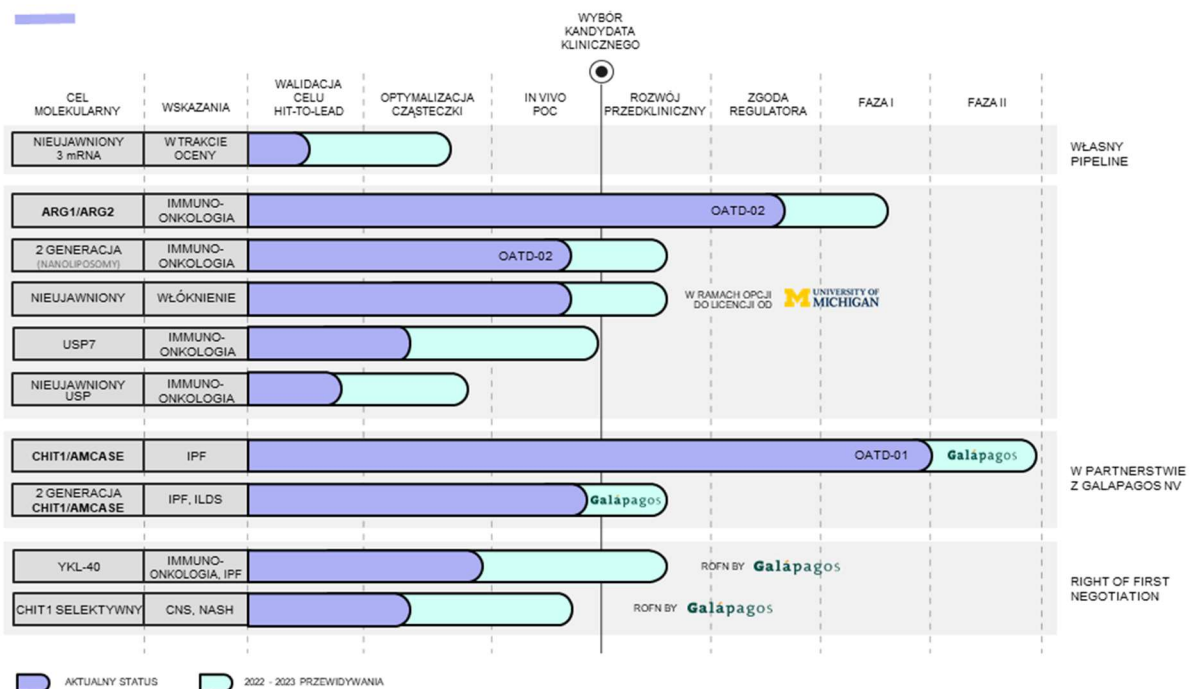 WYBÓR
KANDYDATA
KLINICZNEGO
CEL
MOLEKULARNY
WSKAZANIA
WALIDACJA
CELU
HIT-TO-LEAD
OPTYMALIZACJA
CZĄSTECZKI
IN VIVO
POC
ROZWÓJ
PRZEDKLINICZNY
ZGODA
REGULATORA
FAZA I
FAZA II
NIEUJAWNIONY
3 mRNA
W TRAKCIE
OCENY
WŁASNY
PIPELINE
ARG1/ARG2
IMMUNO-
ONKOLOGIA
OATD-02
2 GENERACJA
(NANOLIPOSOMY)
IMMUNO-
ONKOLOGIA
OATD-02
NIEUJAWNIONY
WŁÓKNIENIE
W RAMACH OPCJI
DO LICENCJI OD
M UNIVERSITY OF
MICHIGAN
USP7
IMMUNO-
ONKOLOGIA
NIEUJAWNIONY
USP
IMMUNO-
ONKOLOGIA
CHIT1/AMCASE
IPF
OATD-01
Galápagos
W PARTNERSTWIE
Z GALAPAGOS NV
2 GENERACJA
CHIT1/AMCASE
IPF, ILDS
Galápagos
YKL-40
IMMUNO-
ONKOLOGIA, IPF
ROFN BY Galápagos
RIGHT OF FIRST
NEGOTIATION
CHIT1 SELEKTYWNY
CNS, NASH
ROFN BY Galápagos
AKTUALNY STATUS
2022 - 2023 PRZEWIDYWANIA